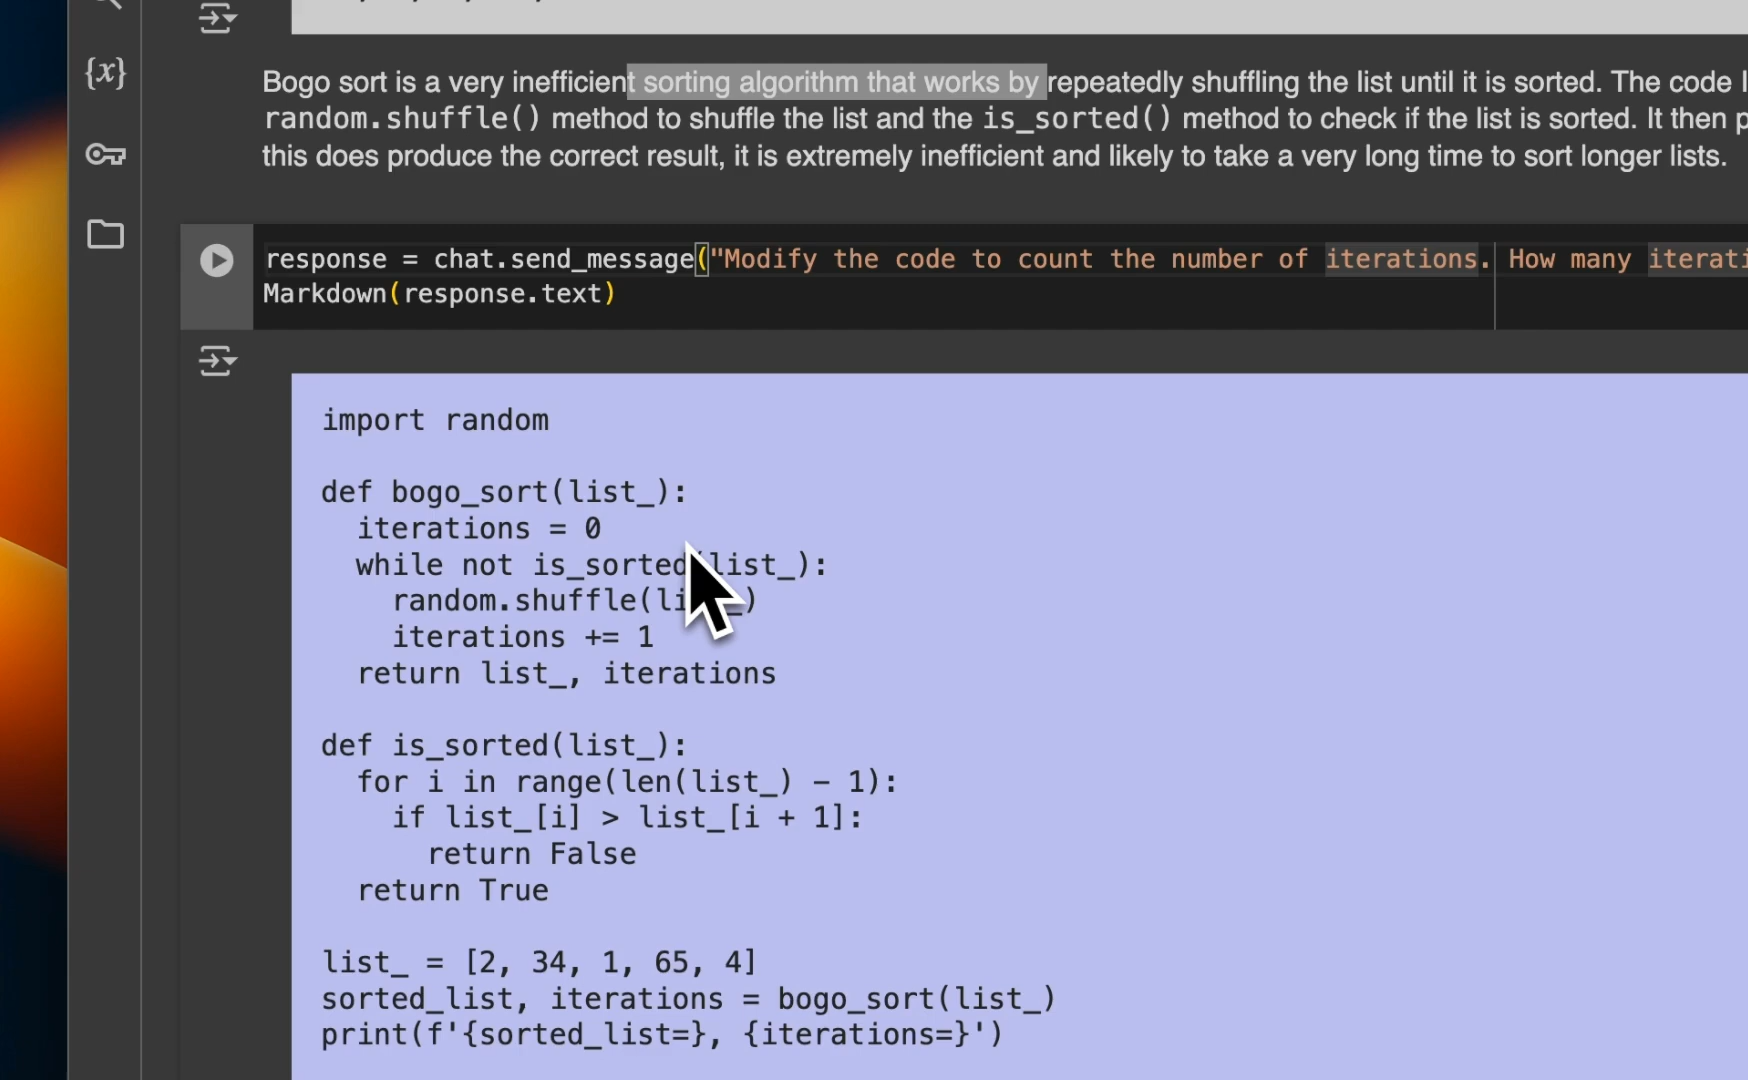 {x}
Bogo sort is a very inefficient sorting algorithm that works by repeatedly shuffling the list until it is sorted. The code
random.shuffle() method to shuffle the list and the is_sorted() method to check if the list is sorted. It then
this does produce the correct result, it is extremely inefficient and likely to take a very long time to sort longer lists.
response = chat.send_message("Modify the code to count the number of iterations. How many iterati
Markdown(response.text)
import random
def bogo_sort(list_):
iterations = 0
while not is_sorted(list_):
random.shuffle(li_)
iterations += 1
return list_, iterations
def is_sorted(list_):
for i in range(len(list_) - 1):
if list_[i] > list_[i + 1]:
return False
return True
list_ = [2, 34, 1, 65, 4]
sorted_list, iterations = bogo_sort(list_)
print(f'{sorted_list=}, {iterations=}')